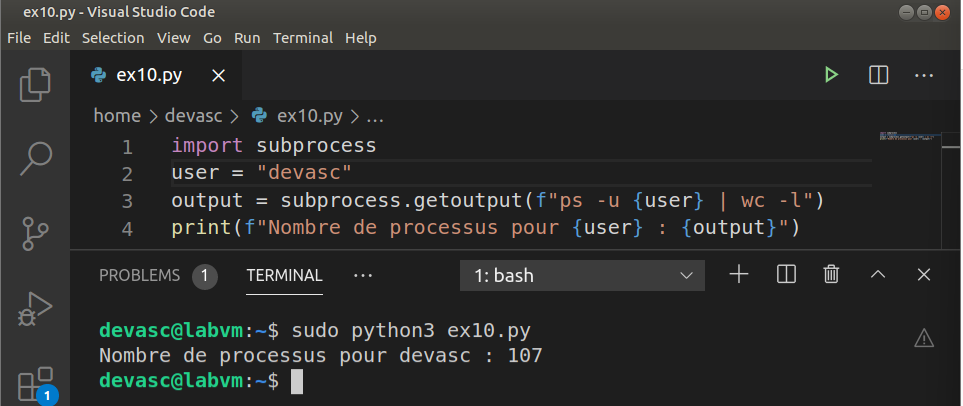 ex10.py - Visual Studio Code
File Edit Selection View Go Run Terminal Help
ex10.py
home > devasc > ex10.py > ...
1 import subprocess
2 user = "devasc"
3 output = subprocess.getoutput(f"ps -u {user} | wc -l")
4 print(f"Nombre de processus pour {user} : {output}")
PROBLEMS 1 TERMINAL ... 1: bash
devasc@labvm:~$ sudo python3 ex10.py
Nombre de processus pour devasc : 107
devasc@labvm:~$
1